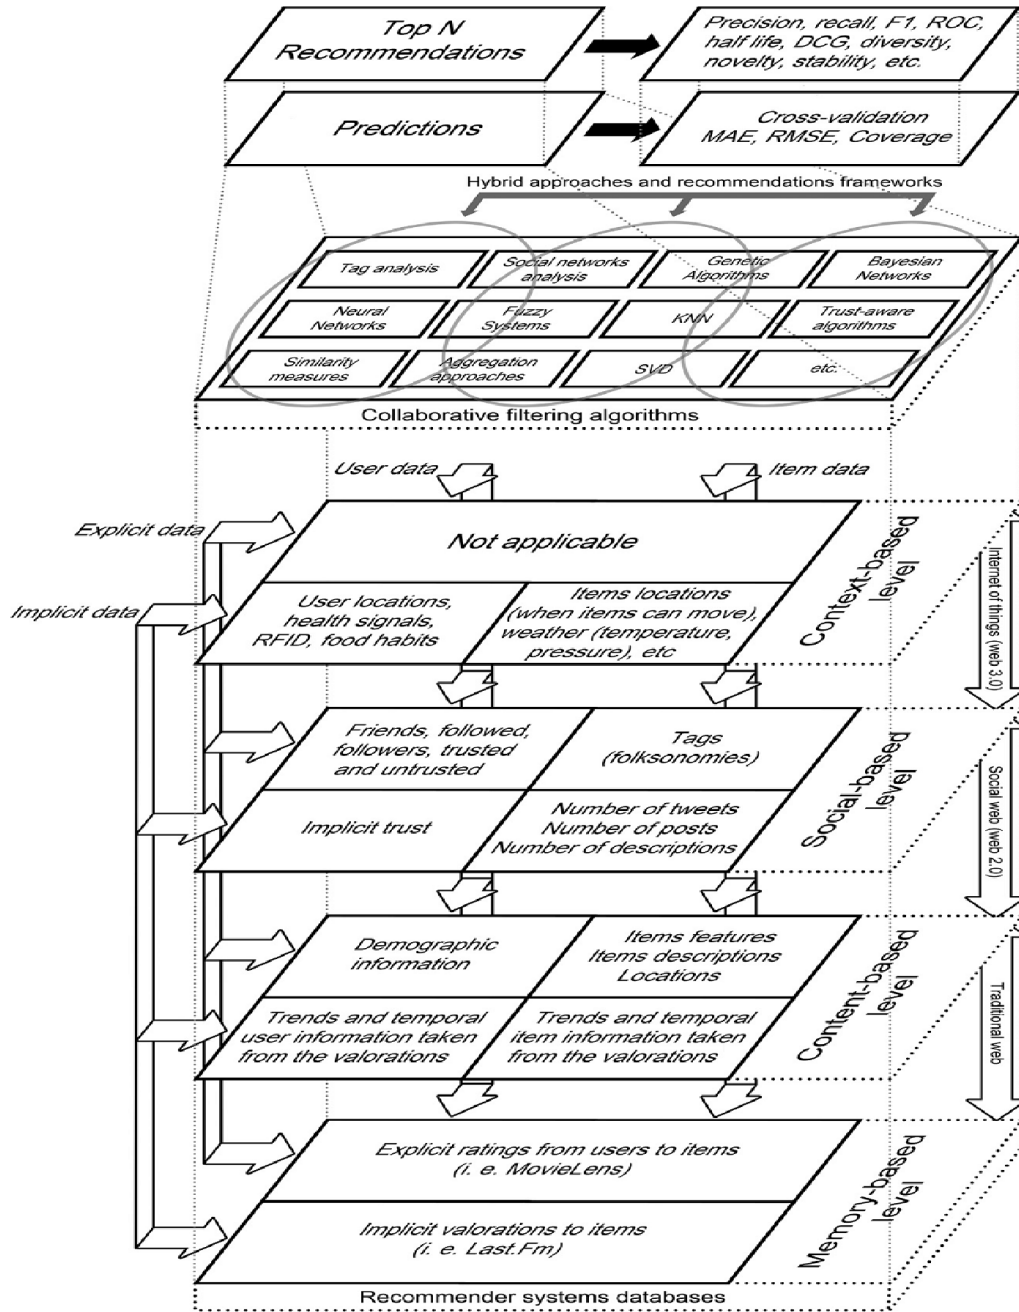 Top N
Recommendations
Precision, recall, F1, ROC,
half life, DCG, diversity,
novelty, stability, etc.
Predictions
Cross-validation
MAE, RMSE, Coverage
Hybrid approaches and recommendations frameworks
Tag analysis
Social networks
analysis
Genetic
Algorithms
Bayesian
Networks
Neural
Networks
Fuzzy
Systems
KNN
Trust-aware
algorithms
Similarity
measures
Aggregation
approaches
SVD
etc.
Collaborative filtering algorithms
User data
Item data
Explicit data
Implicit data
Not applicable
User locations,
health signals,
RFID, food habits
Items locations
(when items can move),
weather (temperature,
pressure), etc
Context-based
level
Internet of things (web 3.0)
Friends, followed,
followers, trusted
and untrusted
Tags
(folksonomies)
Implicit trust
Number of tweets
Number of posts
Number of descriptions
Social-based
level
Social web (web 2.0)
Demographic
information
Items features
Items descriptions
Locations
Trends and temporal
user information taken
from the valorations
Trends and temporal
item information taken
from the valorations
Content-based
level
Traditional web
Explicit ratings from users to items
(i. e. MovieLens)
Implicit valorations to items
(i. e. Last.Fm)
Memory-based
level
Recommender systems databases